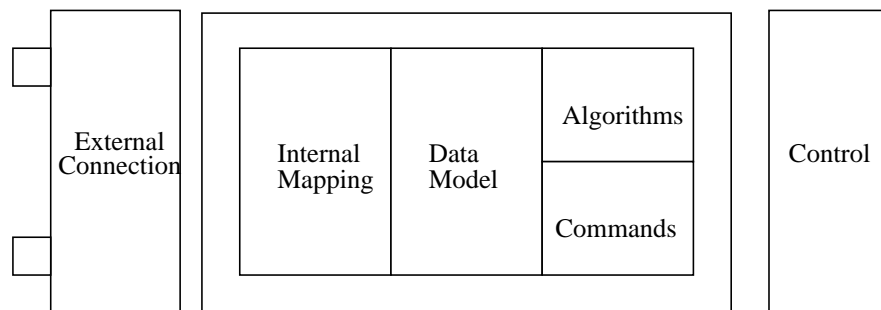 External
Connection
Internal
Mapping
Data
Model
Algorithms
Commands
Control